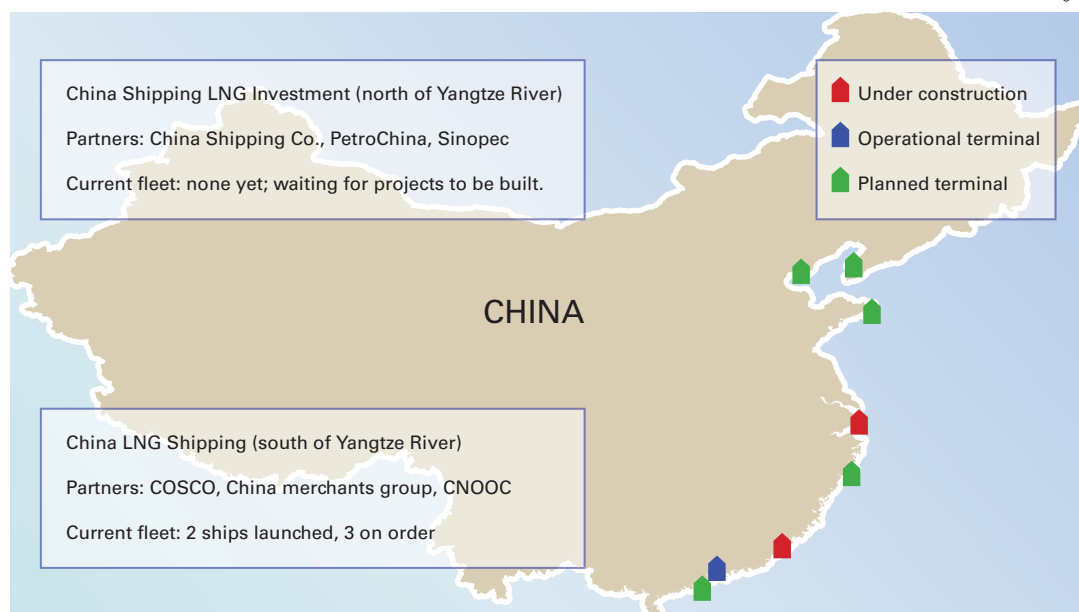 China Shipping LNG Investment (north of Yangtze River)
Partners: China Shipping Co., PetroChina, Sinopec
Current fleet: none yet; waiting for projects to be built.
Under construction
Operational terminal
Planned terminal
CHINA
China LNG Shipping (south of Yangtze River)
Partners: COSCO, China merchants group, CNOOC
Current fleet: 2 ships launched, 3 on order